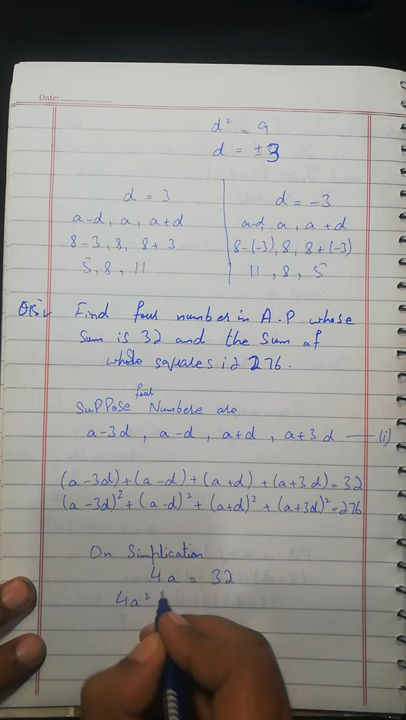 Date:
d² = 9
d = ±3
d = 3
a-d, a, a+d
8-3, 8, 8+3
5, 8, 11
d = -3
a-d, a, a+d
8-(-3), 8, 8+(-3)
11, 8, 5
Find four number in A.P whose
Sum is 32 and the Sum of
whose squares is 276.
four
Suppose Numbers are
a-3d, a-d, a+d, a+3d —(i)
(a-3d)+(a-d)+(a+d)+(a+3d)=32
(a-3d)²+(a-d)²+(a+d)²+(a+3d)²=276
On Simplication
4a = 32
4a²